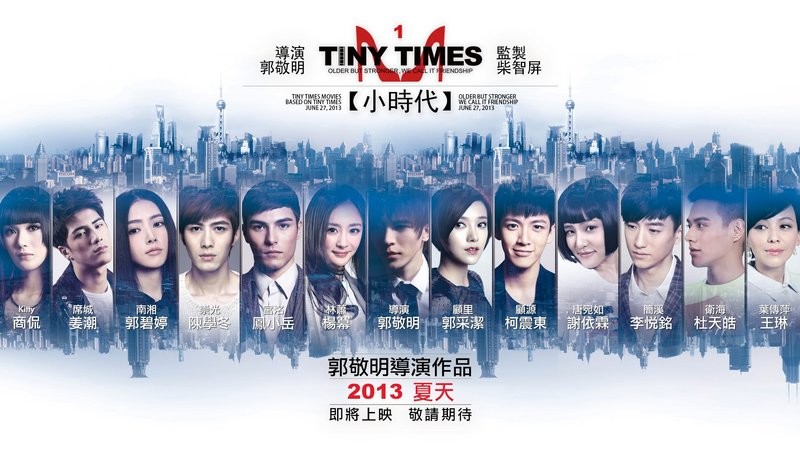 1
TINY TIMES
OLDER BUT STRONGER, WE CALL IT FRIENDSHIP
導演
郭敬明
監製
柴智屏
TINY TIMES MOVIES
BASED ON TINY TIMES
JUNE 27, 2013
【小時代】
OLDER BUT STRONGER
WE CALL IT FRIENDSHIP
JUNE 27, 2013
Kitty
商侃
席城
姜潮
南湘
郭碧婷
崇光
陳學冬
宮洺
鳳小岳
林蕭
楊冪
導演
郭敬明
顧里
郭采潔
顧源
柯震東
唐宛如
謝依霖
簡溪
李悅銘
衛海
杜天皓
葉傳萍
王琳
郭敬明導演作品
2013 夏天
即將上映 敬請期待